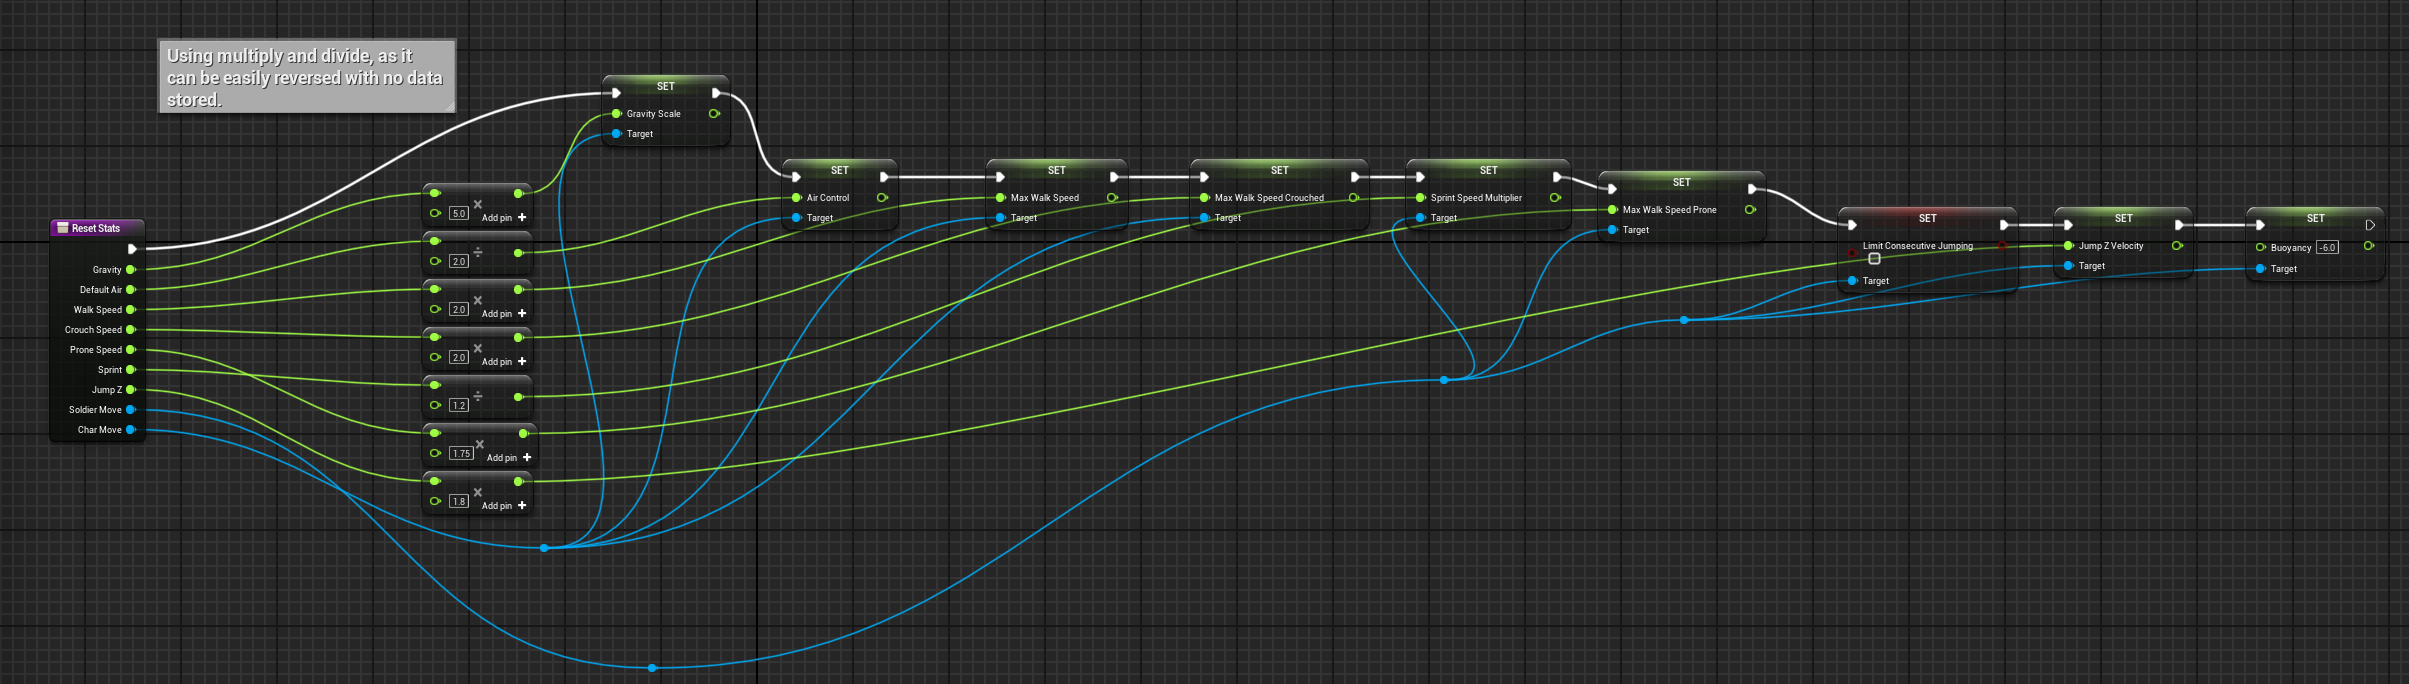 Using multiply and divide, as it
can be easily reversed with no data
stored.
SET
Gravity Scale
Target
Reset Stats
Gravity
Default Air
Walk Speed
Crouch Speed
Prone Speed
Sprint
Jump Z
Soldier Move
Char Move
×
5.0
Add pin +
÷
2.0
×
2.0
Add pin +
×
2.0
Add pin +
÷
1.2
×
1.75
Add pin +
×
1.8
Add pin +
SET
Air Control
Target
SET
Max Walk Speed
Target
SET
Max Walk Speed Crouched
Target
SET
Sprint Speed Multiplier
Target
SET
Max Walk Speed Prone
Target
SET
Limit Consecutive Jumping
Target
SET
Jump Z Velocity
Target
SET
Buoyancy -6.0
Target